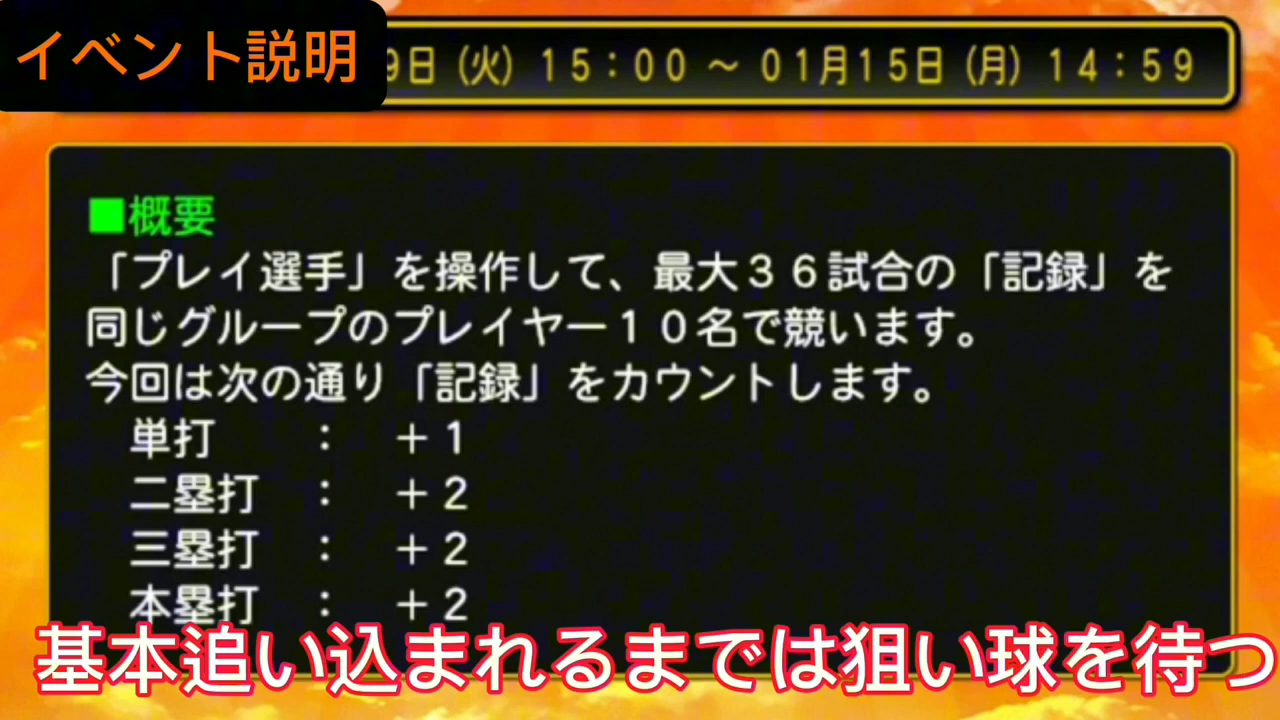 イベント説明
9日（火）１５：００ ～ ０１月１５日（月）１４：５９
■概要
「プレイ選手」を操作して、最大３６試合の「記録」を
同じグループのプレイヤー１０名で競います。
今回は次の通り「記録」をカウントします。
単打 ： ＋１
二塁打 ： ＋２
三塁打 ： ＋２
本塁打 ： ＋２
基本追い込まれるまでは狙い球を待つ